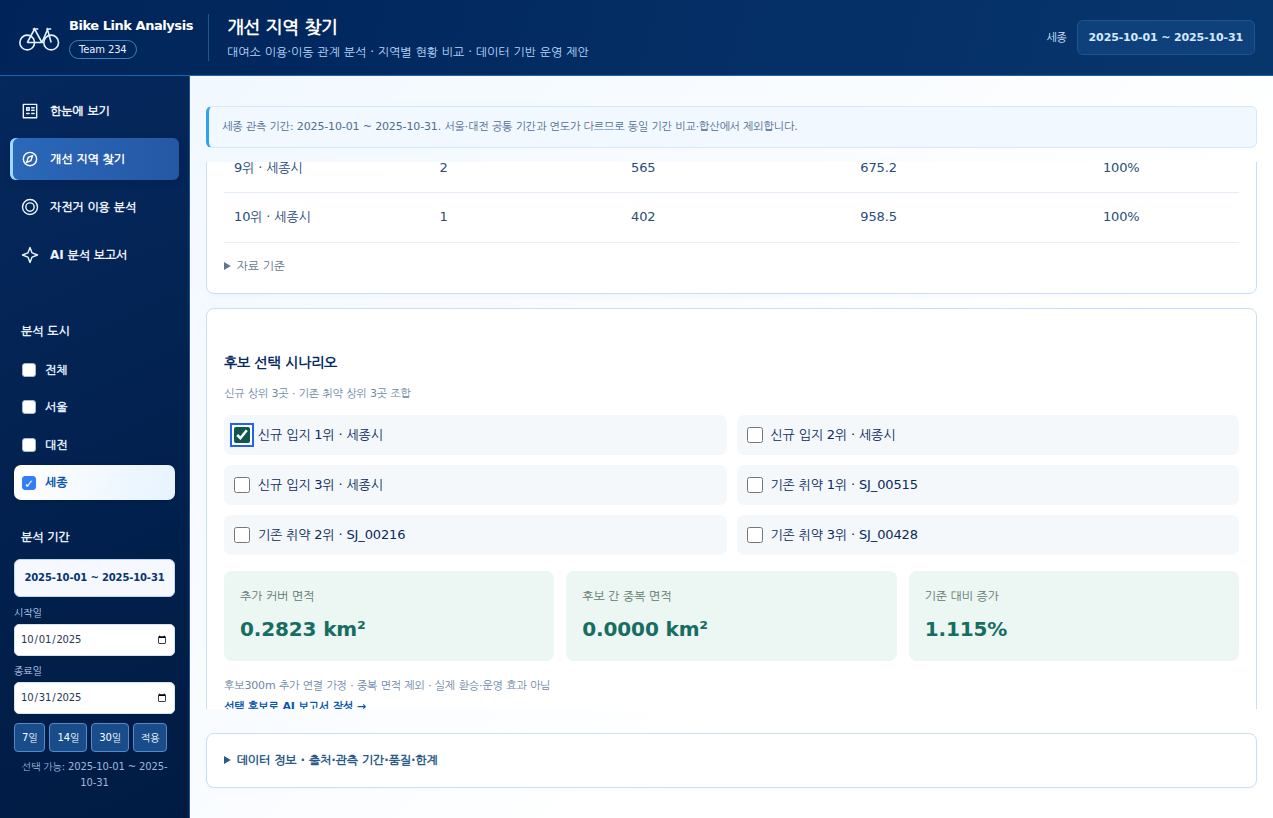 Bike Link Analysis
Team 234
개선 지역 찾기
대여소 이용·이동 관계 분석 · 지역별 현황 비교 · 데이터 기반 운영 제안
세종
2025-10-01 ~ 2025-10-31
한눈에 보기
개선 지역 찾기
자전거 이용 분석
AI 분석 보고서
분석 도시
전체
서울
대전
세종
분석 기간
2025-10-01 ~ 2025-10-31
시작일
10/01/2025
종료일
10/31/2025
7일 14일 30일 적용
선택 가능: 2025-10-01 ~ 2025-
10-31
세종 관측 기간: 2025-10-01 ~ 2025-10-31. 서울·대전 공통 기간과 연도가 다르므로 동일 기간 비교·합산에서 제외합니다.
9위 · 세종시 2 565 675.2 100%
10위 · 세종시 1 402 958.5 100%
▶ 자료 기준
후보 선택 시나리오
신규 상위 3곳 · 기존 취약 상위 3곳 조합
신규 입지 1위 · 세종시
신규 입지 2위 · 세종시
신규 입지 3위 · 세종시
기존 취약 1위 · SJ_00515
기존 취약 2위 · SJ_00216
기존 취약 3위 · SJ_00428
추가 커버 면적
0.2823 km²
후보 간 중복 면적
0.0000 km²
기준 대비 증가
1.115%
후보300m 추가 연결 가정 · 중복 면적 제외 · 실제 환승·운영 효과 아님
선택 후보로 AI 보고서 작성 →
▶ 데이터 정보 · 출처·관측 기간·품질·한계